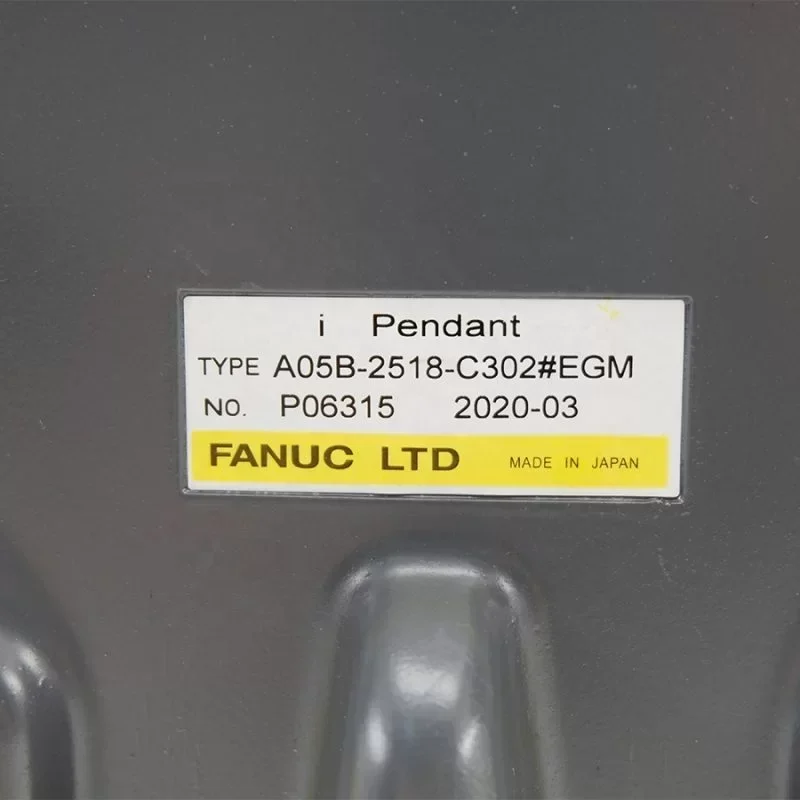 i Pendant
TYPE A05B-2518-C302#EGM
NO. P06315 2020-03
FANUC LTD MADE IN JAPAN